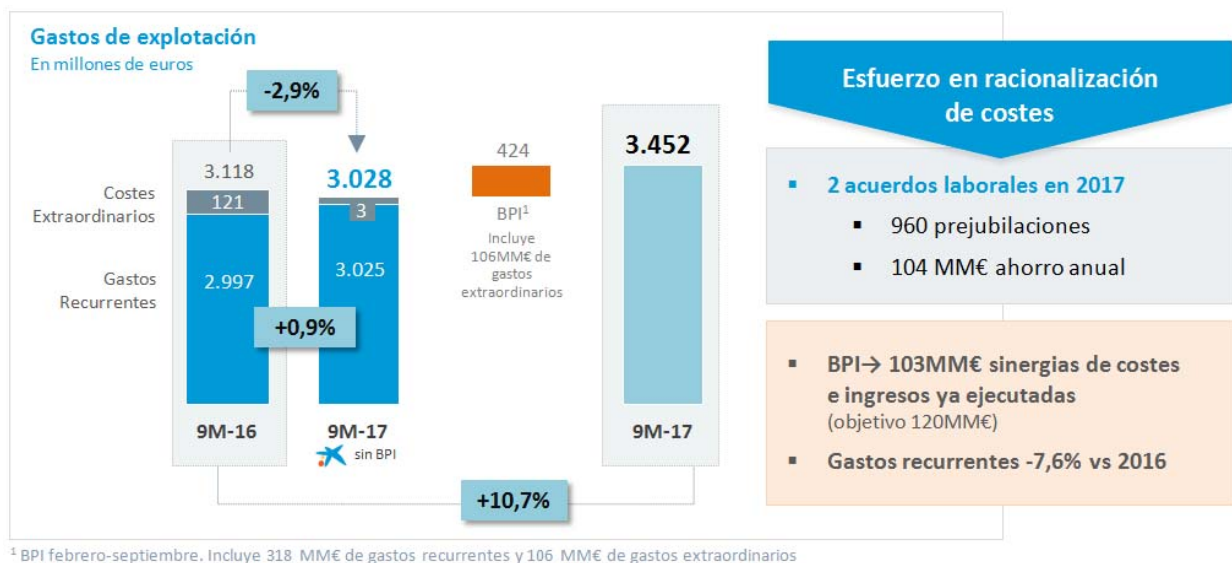 Gastos de explotación
En millones de euros
-2,9%
3.118
Costes
Extraordinarios
121
3.028
3
Gastos
Recurrentes
2.997
3.025
+0,9%
424
BPI¹
Incluye
106MM€ de
gastos
extraordinarios
3.452
9M-16
9M-17
sin BPI
9M-17
+10,7%
Esfuerzo en racionalización
de costes
▪ 2 acuerdos laborales en 2017
▪ 960 prejubilaciones
▪ 104 MM€ ahorro anual
▪ BPI→ 103MM€ sinergias de costes
e ingresos ya ejecutadas
(objetivo 120MM€)
▪ Gastos recurrentes -7,6% vs 2016
¹ BPI febrero-septiembre. Incluye 318 MM€ de gastos recurrentes y 106 MM€ de gastos extraordinarios